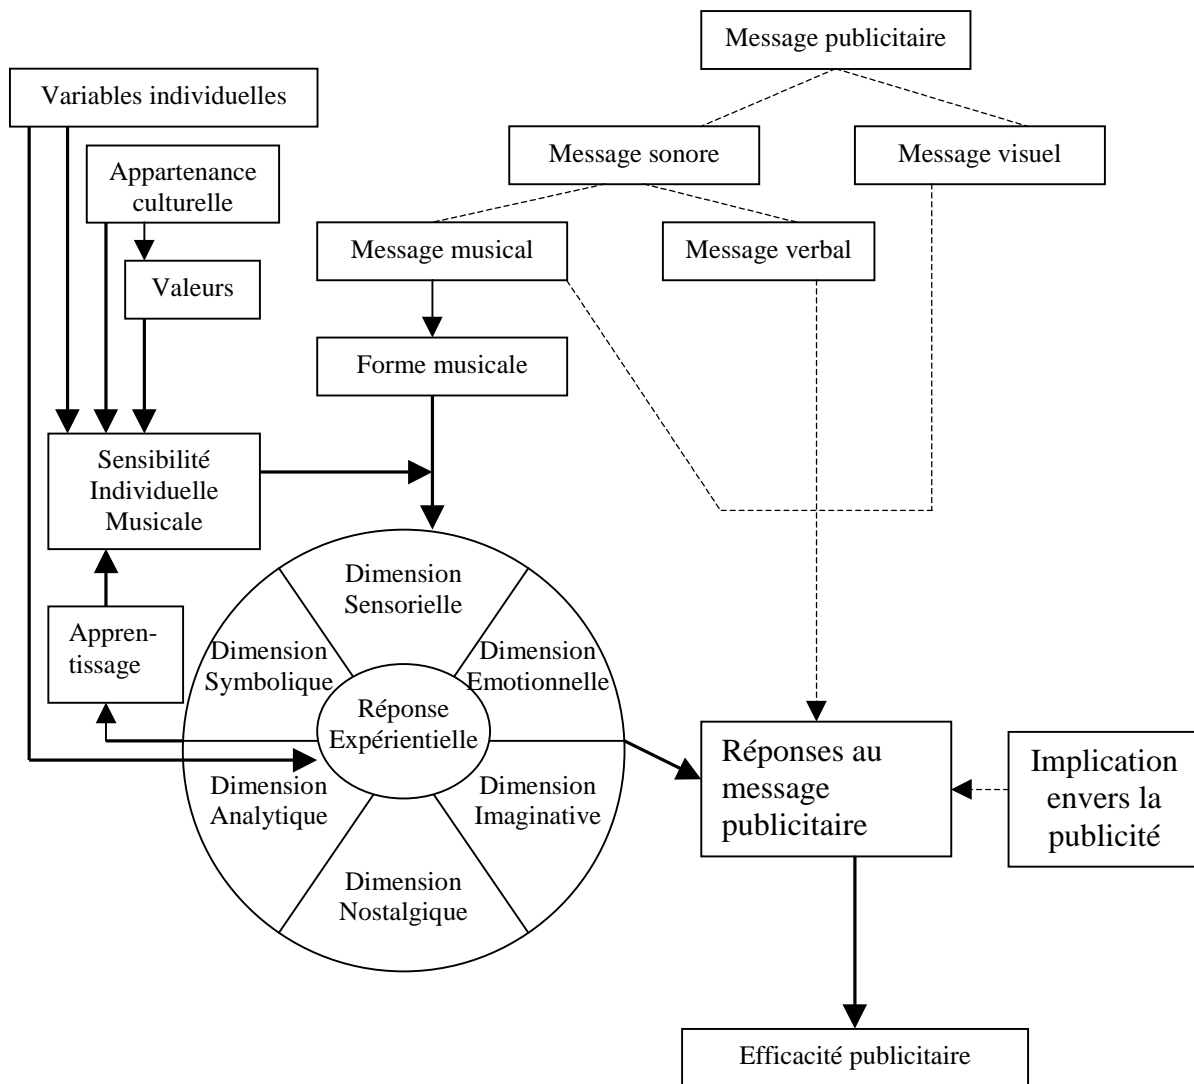 Message publicitaire
Variables individuelles
Message sonore
Message visuel
Appartenance
culturelle
Message musical
Message verbal
Valeurs
Forme musicale
Sensibilité
Individuelle
Musicale
Dimension
Sensorielle
Appren-
tissage
Dimension
Symbolique
Dimension
Emotionnelle
Réponse
Expérientielle
Réponses au
message
publicitaire
Implication
envers la
publicité
Dimension
Analytique
Dimension
Imaginative
Dimension
Nostalgique
Efficacité publicitaire